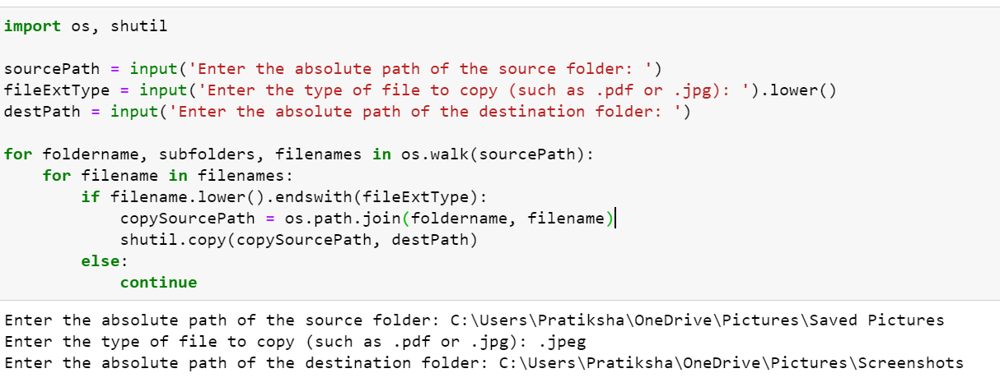 import os, shutil

sourcePath = input('Enter the absolute path of the source folder: ')
fileExtType = input('Enter the type of file to copy (such as .pdf or .jpg): ').lower()
destPath = input('Enter the absolute path of the destination folder: ')

for foldername, subfolders, filenames in os.walk(sourcePath):
    for filename in filenames:
        if filename.lower().endswith(fileExtType):
            copySourcePath = os.path.join(foldername, filename)
            shutil.copy(copySourcePath, destPath)
        else:
            continue

Enter the absolute path of the source folder: C:\Users\Pratiksha\OneDrive\Pictures\Saved Pictures
Enter the type of file to copy (such as .pdf or .jpg): .jpeg
Enter the absolute path of the destination folder: C:\Users\Pratiksha\OneDrive\Pictures\Screenshots